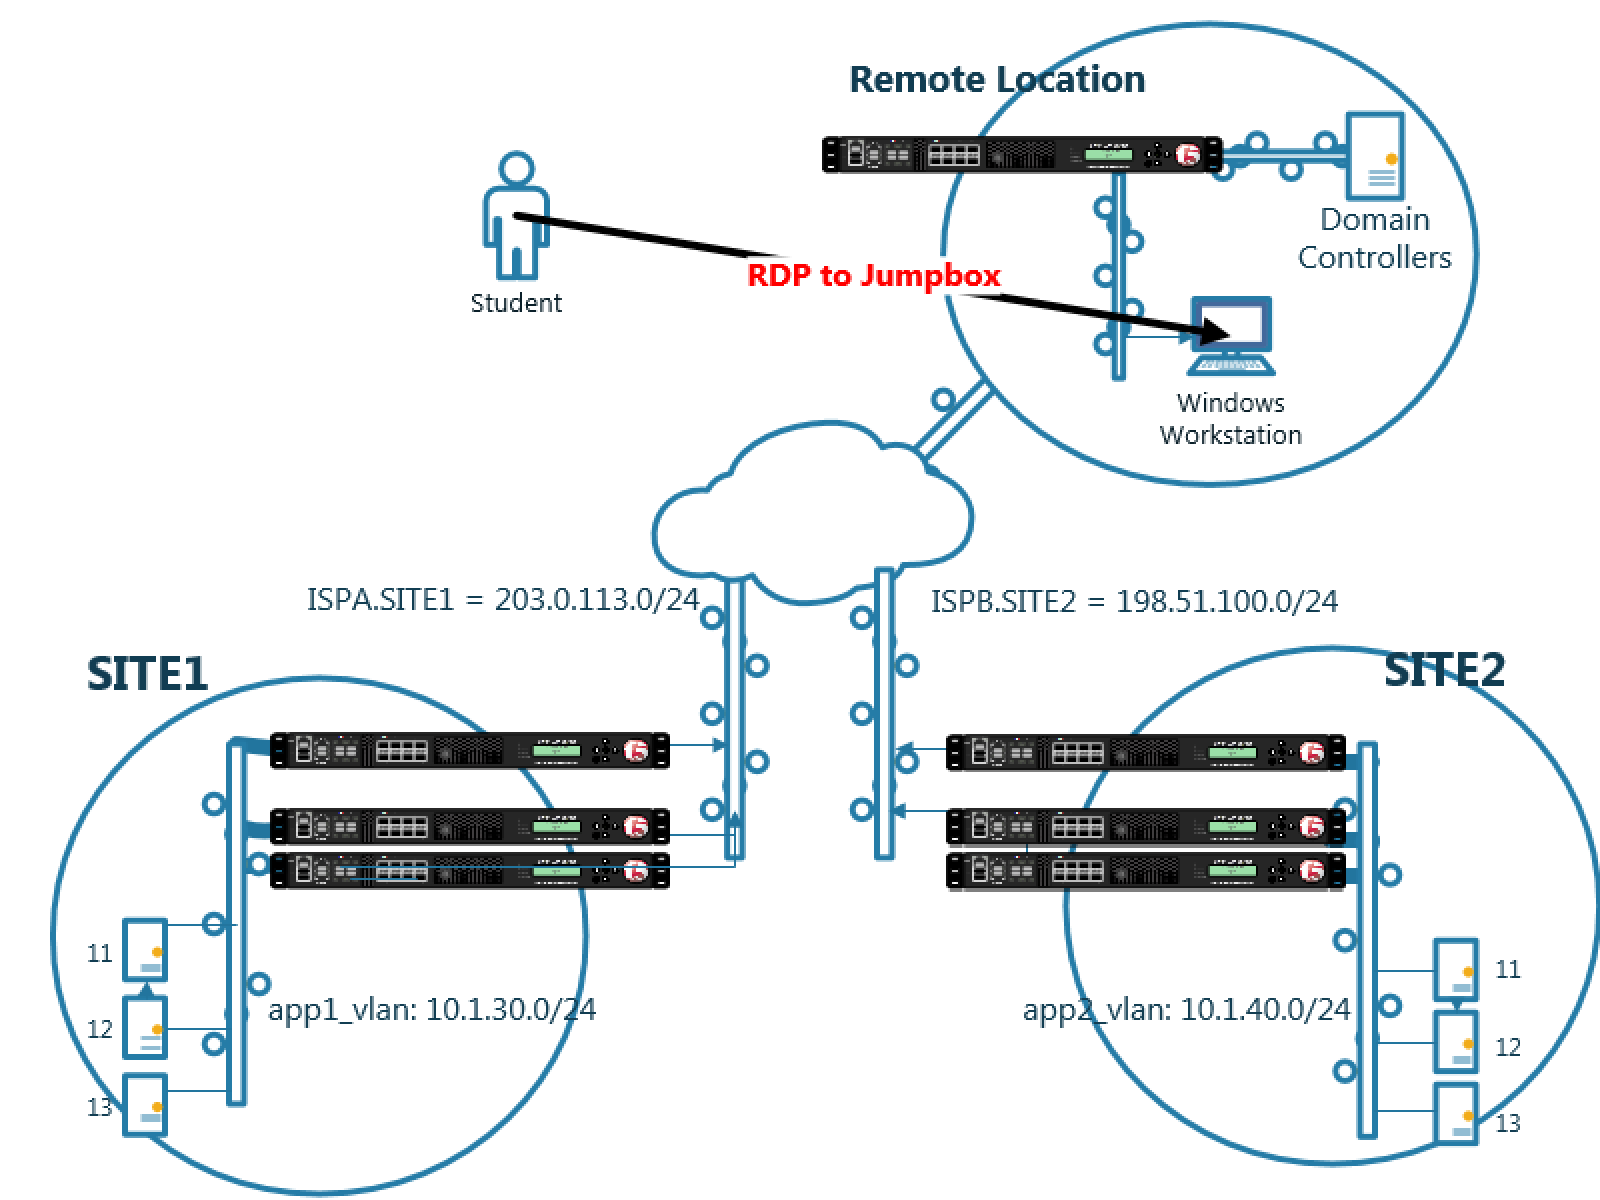 Remote Location
Domain
Controllers
RDP to Jumpbox
Student
Windows
Workstation
ISPA.SITE1 = 203.0.113.0/24
ISPB.SITE2 = 198.51.100.0/24
SITE1
SITE2
11
12
13
app1_vlan: 10.1.30.0/24
app2_vlan: 10.1.40.0/24
11
12
13